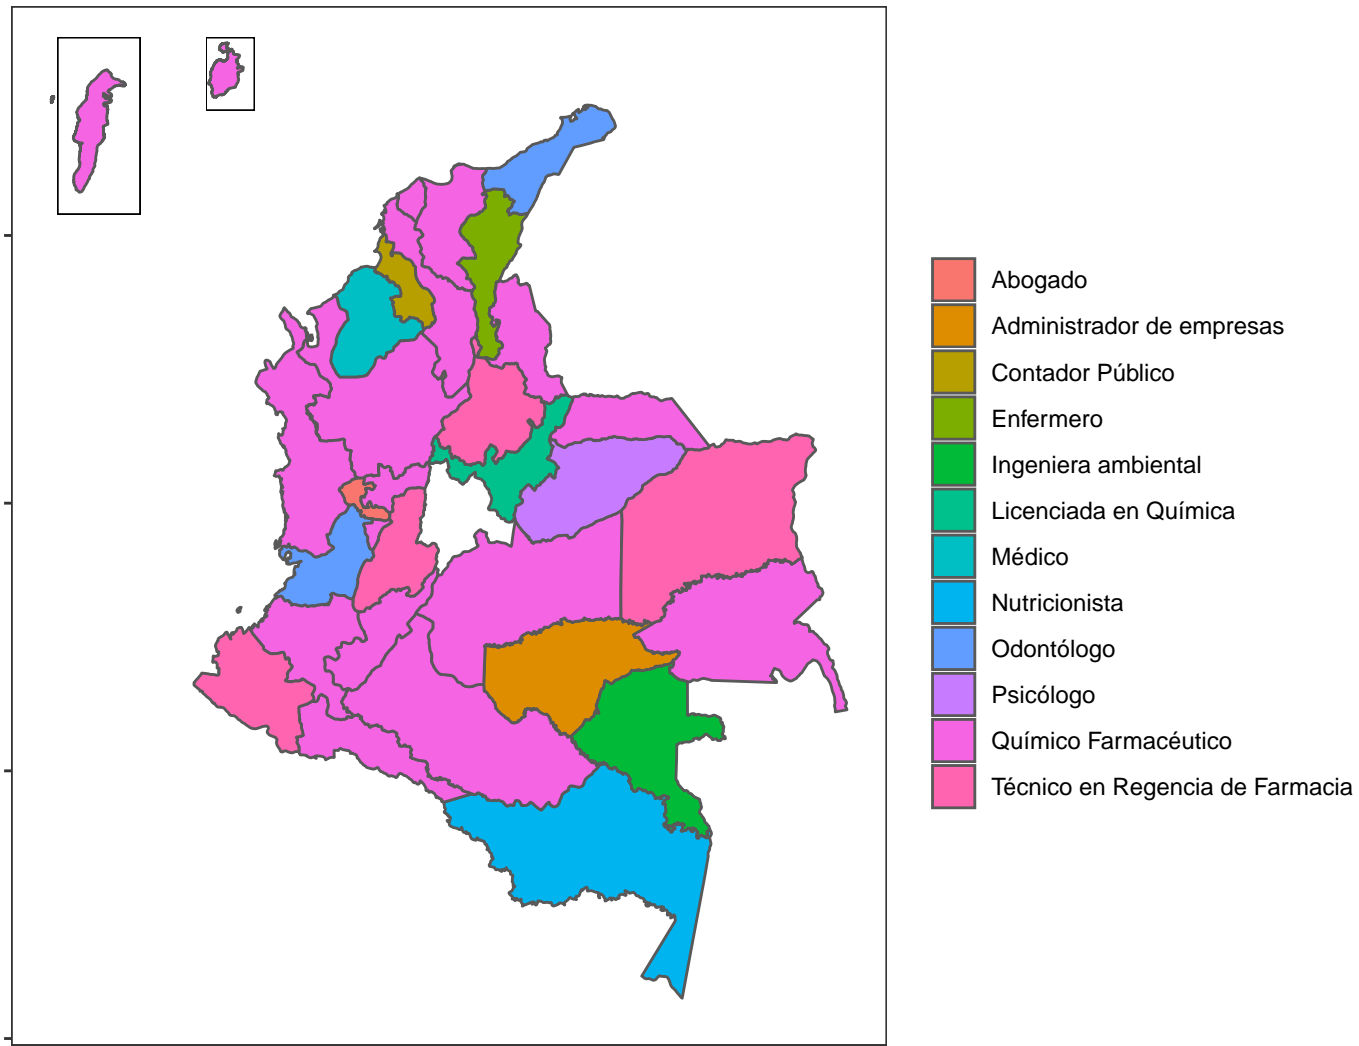 Abogado
Administrador de empresas
Contador Público
Enfermero
Ingeniera ambiental
Licenciada en Química
Médico
Nutricionista
Odontólogo
Psicólogo
Químico Farmacéutico
Técnico en Regencia de Farmacia